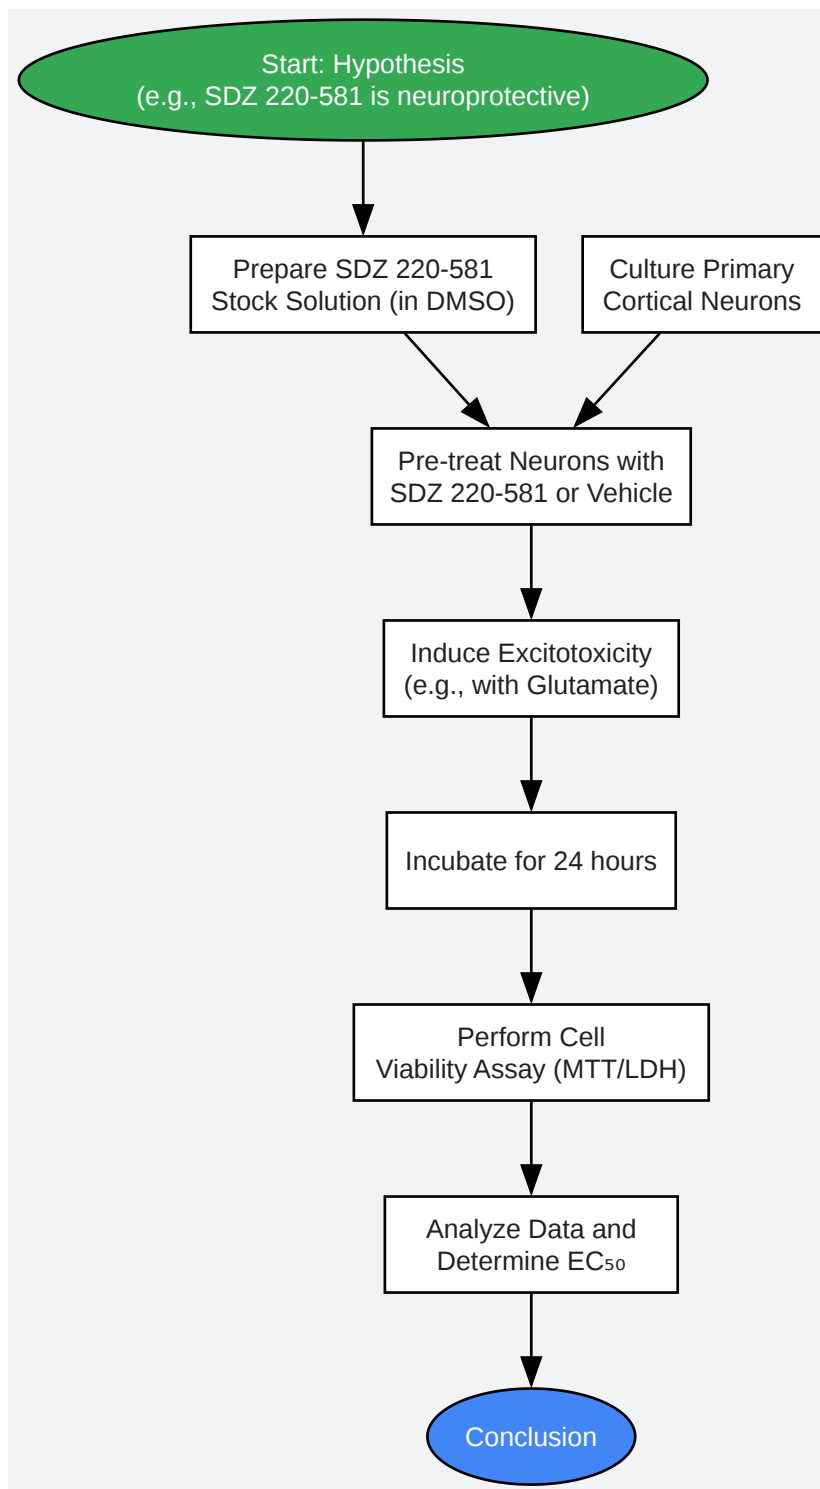 Start: Hypothesis
(e.g., SDZ 220-581 is neuroprotective)
Prepare SDZ 220-581
Stock Solution (in DMSO)
Culture Primary
Cortical Neurons
Pre-treat Neurons with
SDZ 220-581 or Vehicle
Induce Excitotoxicity
(e.g., with Glutamate)
Incubate for 24 hours
Perform Cell
Viability Assay (MTT/LDH)
Analyze Data and
Determine EC₅₀
Conclusion